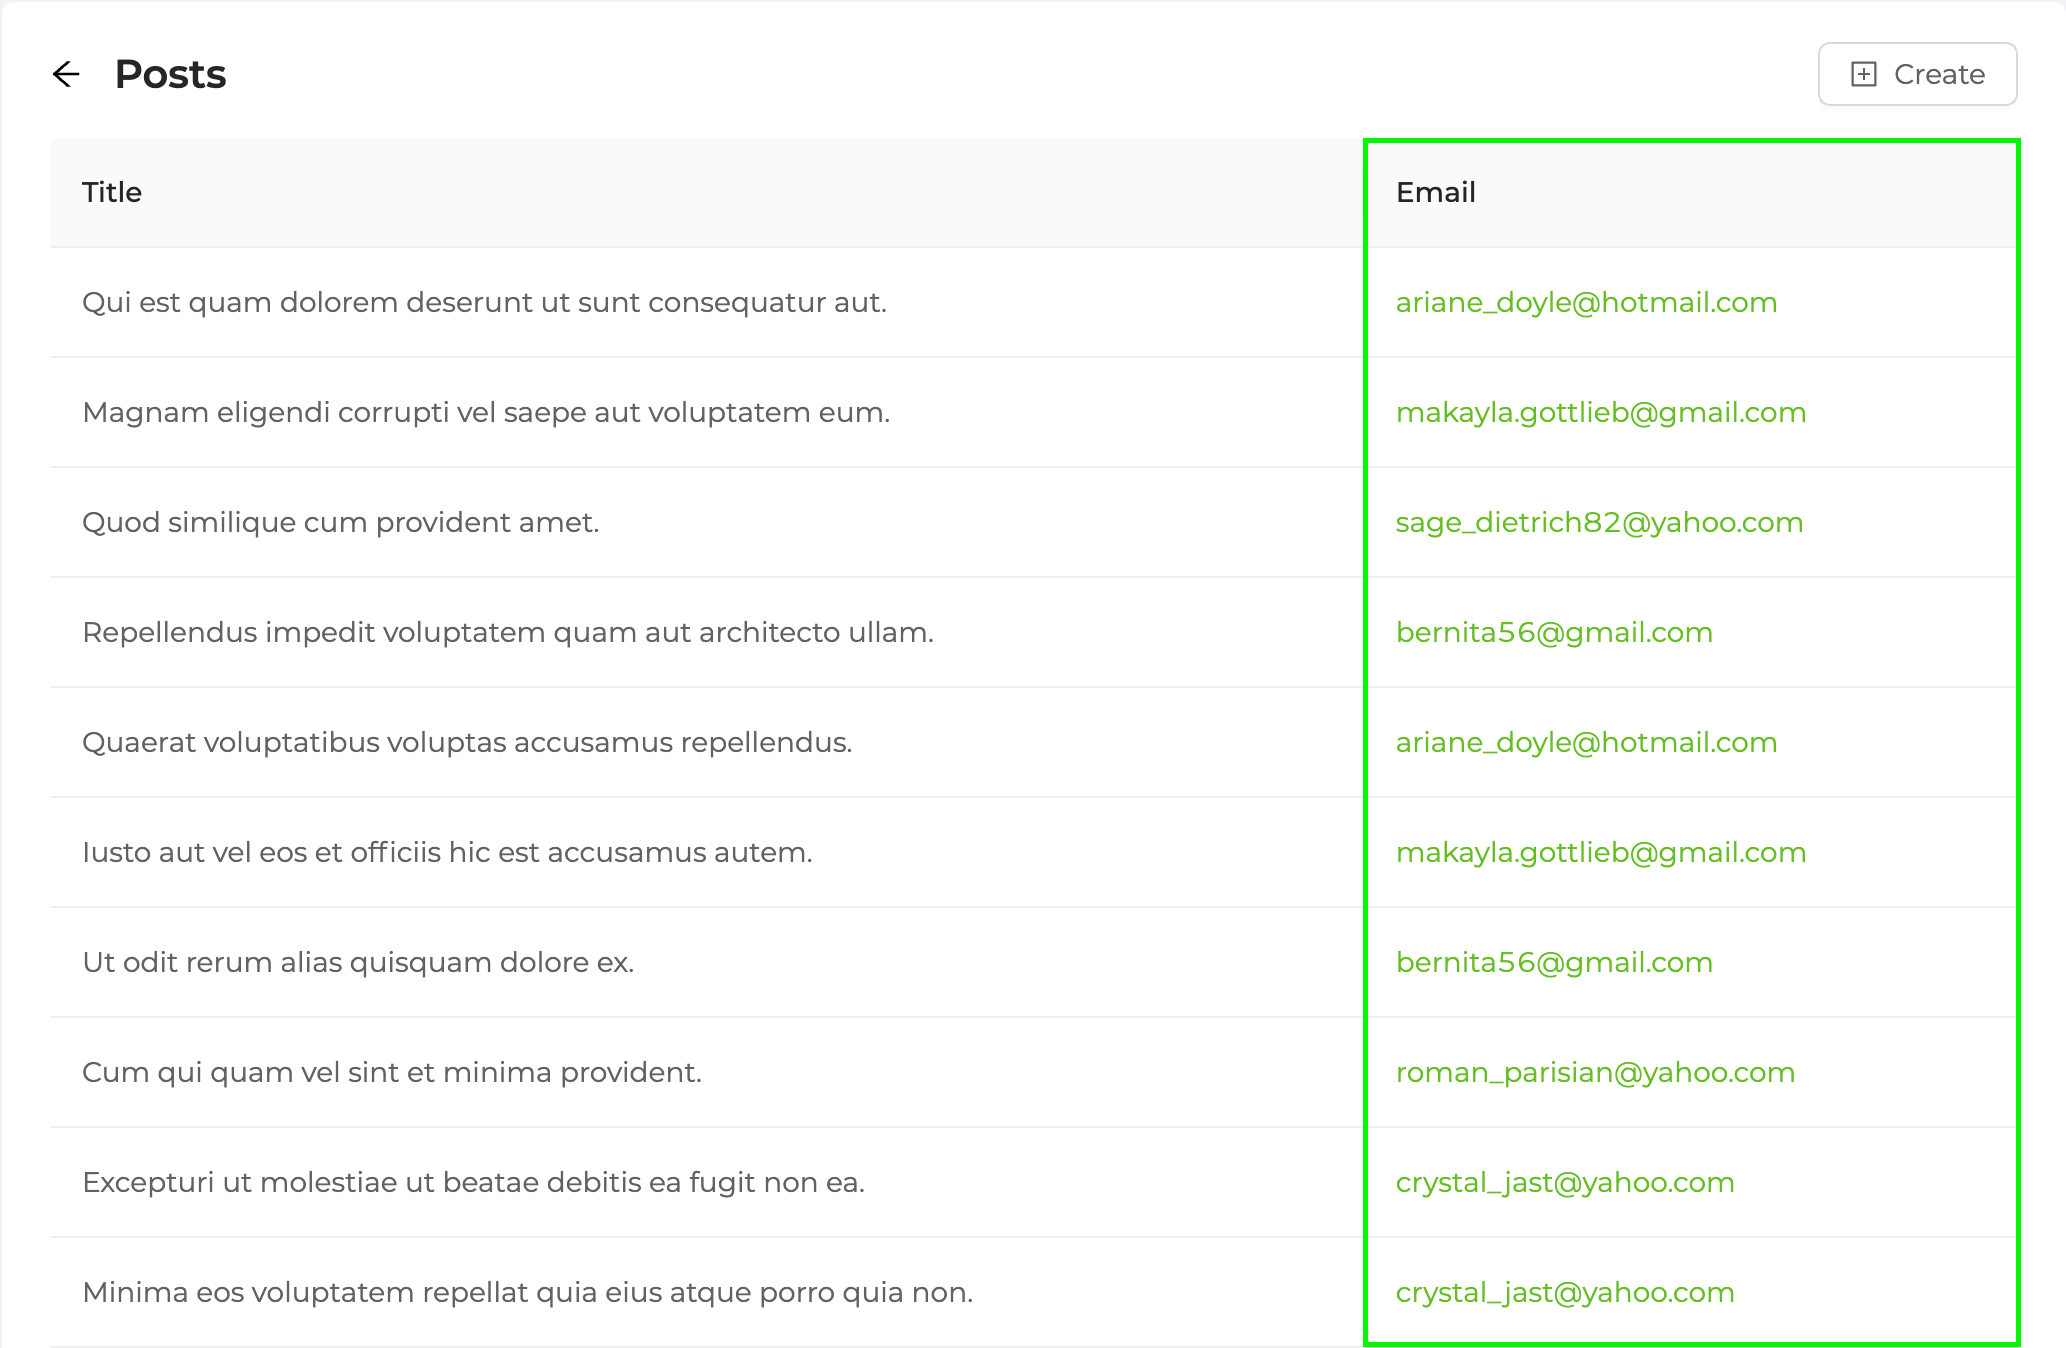 Posts
Create
Title Email
Qui est quam dolorem deserunt ut sunt consequatur aut. ariane_doyle@hotmail.com
Magnam eligendi corrupti vel saepe aut voluptatem eum. makayla.gottlieb@gmail.com
Quod similique cum provident amet. sage_dietrich82@yahoo.com
Repellendus impedit voluptatem quam aut architecto ullam. bernita56@gmail.com
Quaerat voluptatibus voluptas accusamus repellendus. ariane_doyle@hotmail.com
Iusto aut vel eos et officiis hic est accusamus autem. makayla.gottlieb@gmail.com
Ut odit rerum alias quisquam dolore ex. bernita56@gmail.com
Cum qui quam vel sint et minima provident. roman_parisian@yahoo.com
Excepturi ut molestiae ut beatae debitis ea fugit non ea. crystal_jast@yahoo.com
Minima eos voluptatem repellat quia eius atque porro quia non. crystal_jast@yahoo.com